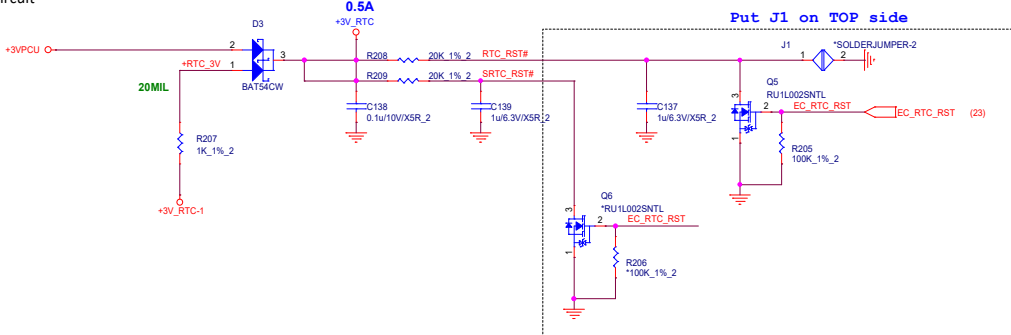 ircuit
0.5A
+3V_RTC
Put J1 on TOP side
D3
+3VPCU
2
3
+RTC_3V
1
BAT54CW
20MIL
R207
1K_1%_2
+3V_RTC-1
R208
20K_1%_2
RTC_RST#
R209
20K_1%_2
SRTC_RST#
C138
0.1u/10V/X5R_2
C139
1u/6.3V/X5R_2
C137
1u/6.3V/X5R_2
J1
*SOLDERJUMPER-2
1
2
Q5
RU1L002SNTL
3
2
1
EC_RTC_RST
EC_RTC_RST
(23)
R205
100K_1%_2
Q6
*RU1L002SNTL
3
2
1
EC_RTC_RST
R206
*100K_1%_2